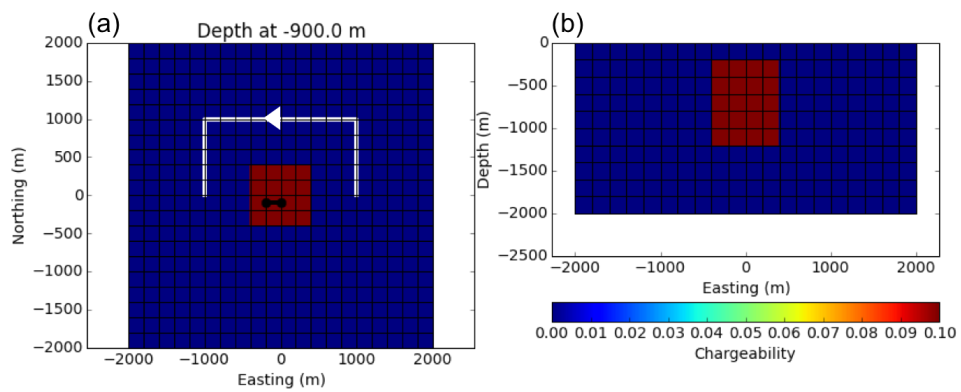 (a)
Depth at -900.0 m
2000
1500
1000
500
0
−500
−1000
−1500
−2000
Northing (m)
−2000 −1000 0 1000 2000
Easting (m)
(b)
0
−500
−1000
−1500
−2000
−2500
Depth (m)
−2000 −1000 0 1000 2000
Easting (m)
0.00 0.01 0.02 0.03 0.04 0.05 0.06 0.07 0.08 0.09 0.10
Chargeability